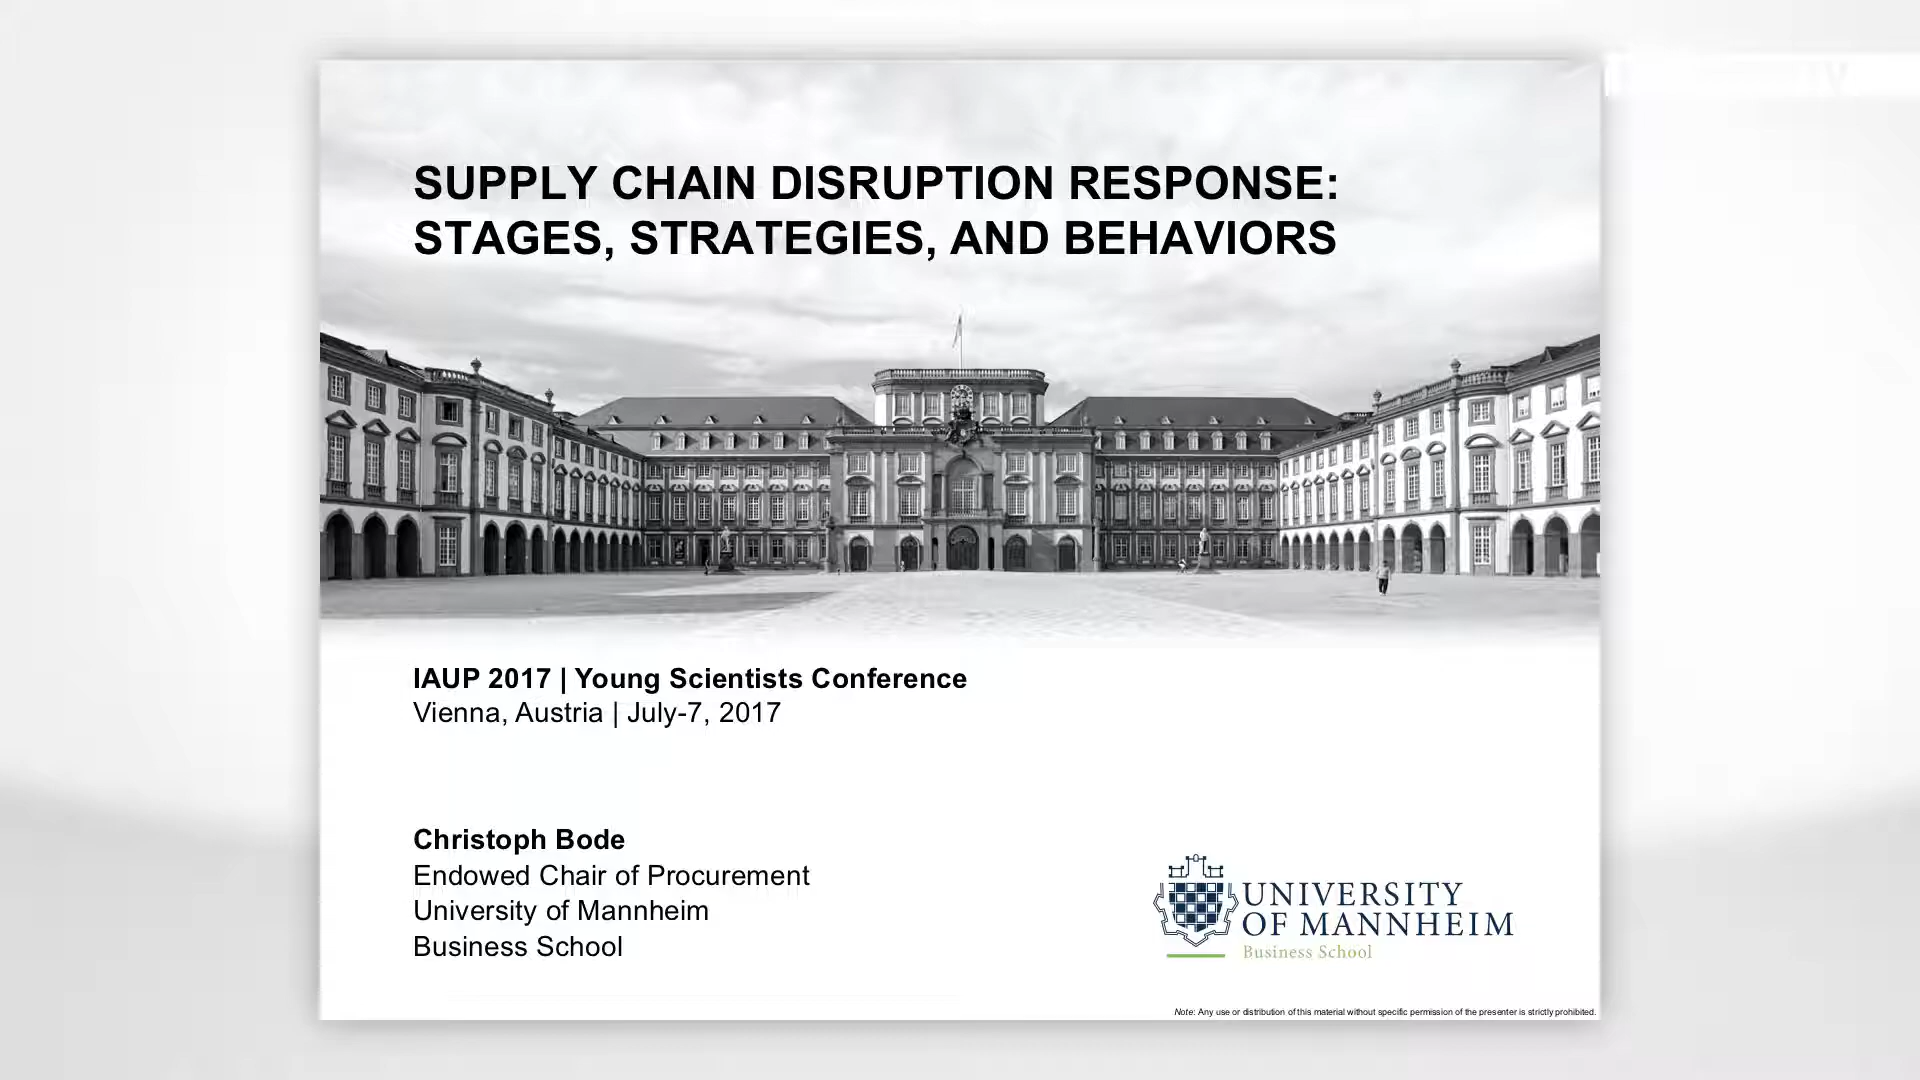 SUPPLY CHAIN DISRUPTION RESPONSE:
STAGES, STRATEGIES, AND BEHAVIORS
IAUP 2017 | Young Scientists Conference
Vienna, Austria | July-7, 2017
Christoph Bode
Endowed Chair of Procurement
University of Mannheim
Business School
UNIVERSITY
OF MANNHEIM
Business School
Note: Any use or distribution of this material without specific permission of the presenter is strictly prohibited.